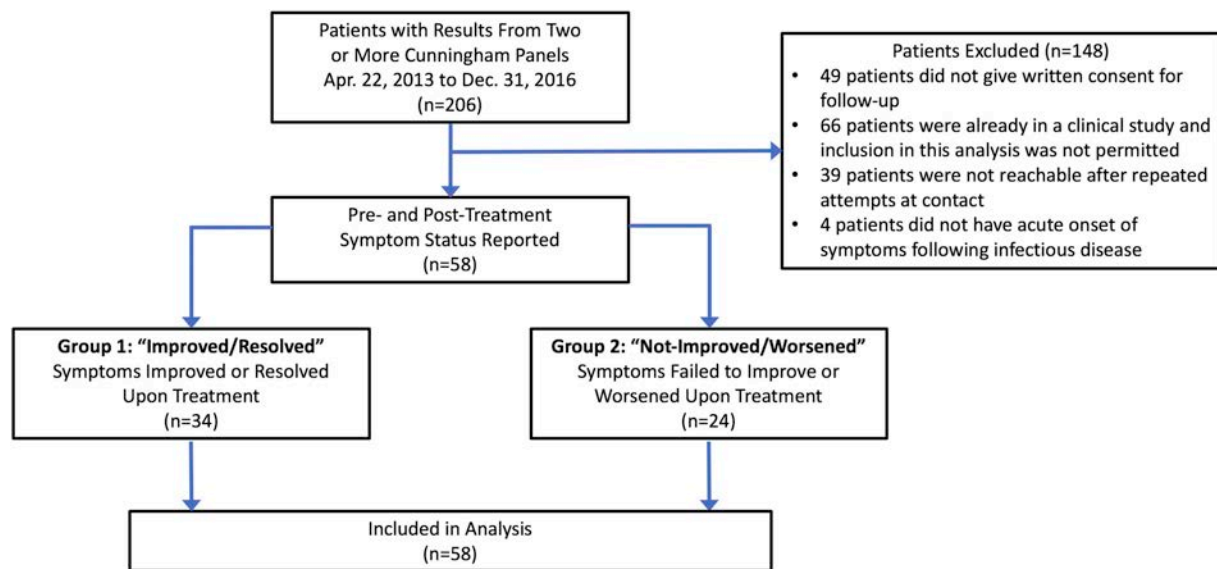 Patients with Results From Two
or More Cunningham Panels
Apr. 22, 2013 to Dec. 31, 2016
(n=206)
Patients Excluded (n=148)
• 49 patients did not give written consent for
follow-up
• 66 patients were already in a clinical study and
inclusion in this analysis was not permitted
• 39 patients were not reachable after repeated
attempts at contact
• 4 patients did not have acute onset of
symptoms following infectious disease
Pre- and Post-Treatment
Symptom Status Reported
(n=58)
Group 1: “Improved/Resolved”
Symptoms Improved or Resolved
Upon Treatment
(n=34)
Group 2: “Not-Improved/Worsened”
Symptoms Failed to Improve or
Worsened Upon Treatment
(n=24)
Included in Analysis
(n=58)